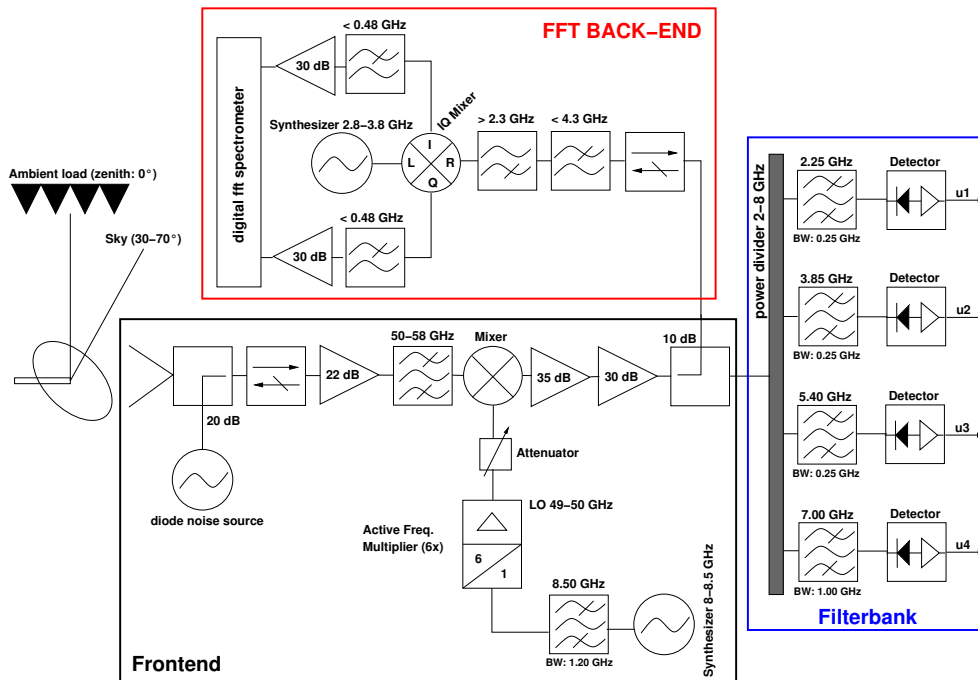 FFT BACK–END
< 0.48 GHz
30 dB
digital fft spectrometer
Synthesizer 2.8–3.8 GHz
IQ Mixer
I
L
R
Q
> 2.3 GHz
< 4.3 GHz
< 0.48 GHz
30 dB
Ambient load (zenith: 0°)
Sky (30–70°)
power divider 2–8 GHz
2.25 GHz
BW: 0.25 GHz
Detector
u1
3.85 GHz
BW: 0.25 GHz
Detector
u2
5.40 GHz
BW: 0.25 GHz
Detector
u3
7.00 GHz
BW: 1.00 GHz
Detector
u4
Filterbank
50–58 GHz
Mixer
10 dB
22 dB
35 dB
30 dB
20 dB
diode noise source
Attenuator
LO 49–50 GHz
Active Freq.
Multiplier (6x)
6
1
8.50 GHz
BW: 1.20 GHz
Synthesizer 8–8.5 GHz
Frontend